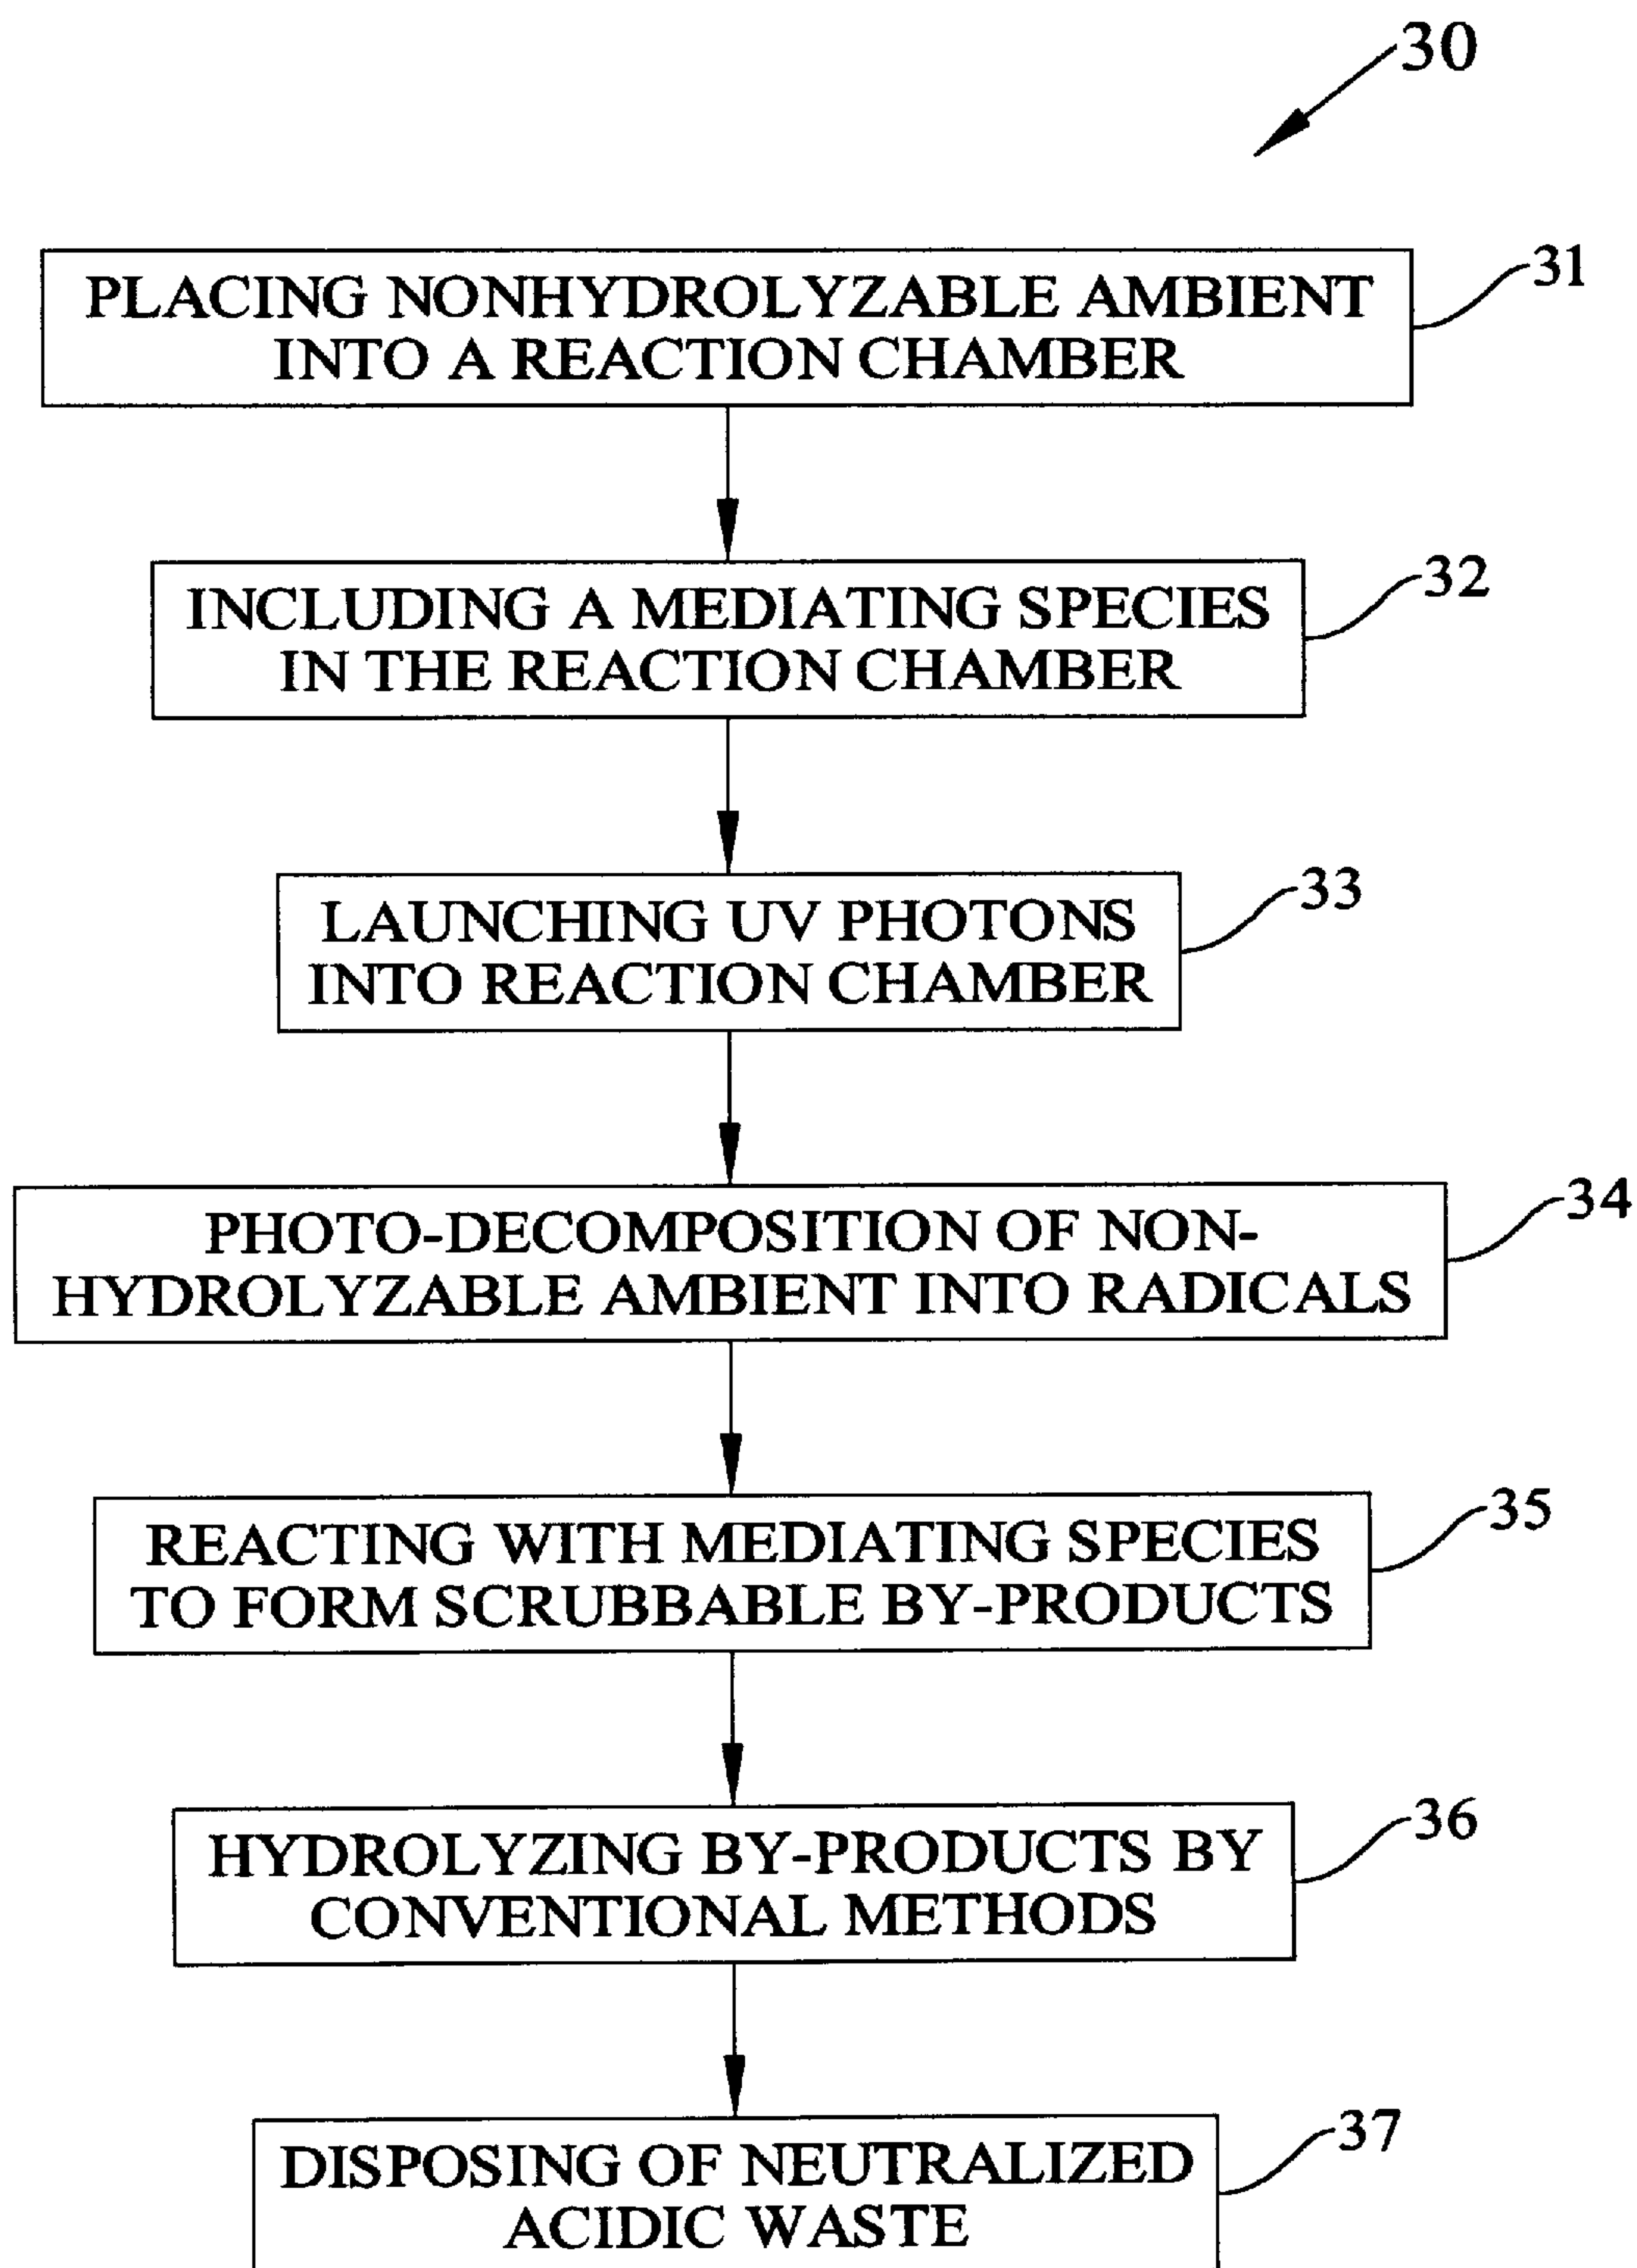 30
PLACING NONHYDROLYZABLE AMBIENT
INTO A REACTION CHAMBER
31
INCLUDING A MEDIATING SPECIES
IN THE REACTION CHAMBER
32
LAUNCHING UV PHOTONS
INTO REACTION CHAMBER
33
PHOTO-DECOMPOSITION OF NON-
HYDROLYZABLE AMBIENT INTO RADICALS
34
REACTING WITH MEDIATING SPECIES
TO FORM SCRUBBABLE BY-PRODUCTS
35
HYDROLYZING BY-PRODUCTS BY
CONVENTIONAL METHODS
36
DISPOSING OF NEUTRALIZED
ACIDIC WASTE
37